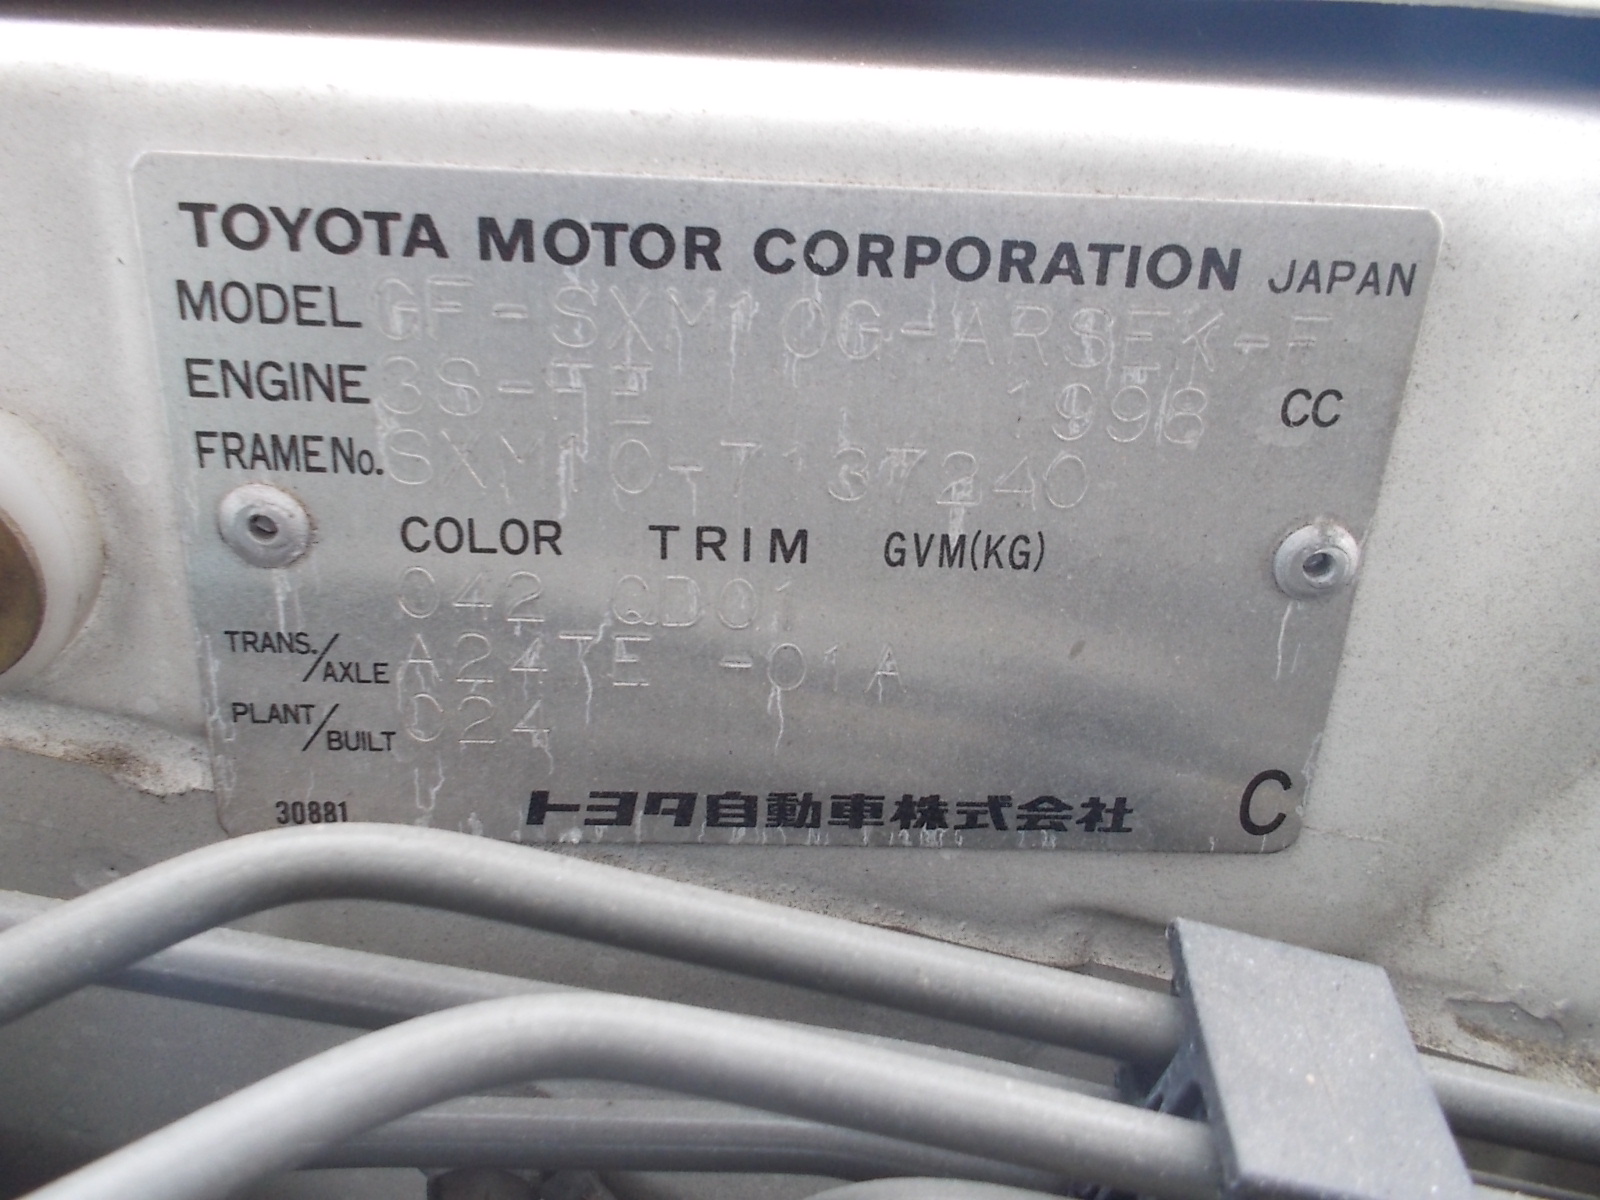 TOYOTA MOTOR CORPORATION JAPAN
MODEL GF-SXM10G-ARSEK-F
ENGINE 3S-FE 1998 CC
FRAME No. SXM10-7137240
COLOR TRIM GVM(KG)
042 QD01
TRANS./AXLE A247E -01A
PLANT/BUILT C24
30881 トヨタ自動車株式会社 C